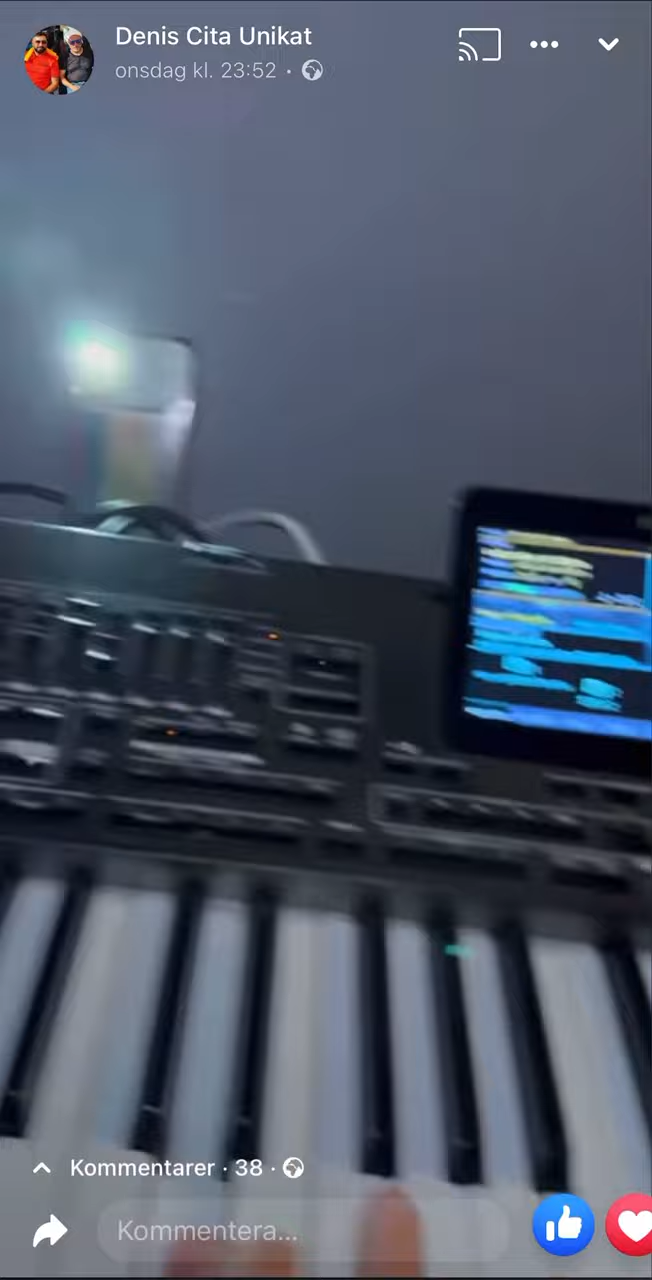 Denis Cita Unikat
onsdag kl. 23:52 ·
Kommentarer · 38 ·
Kommentera...